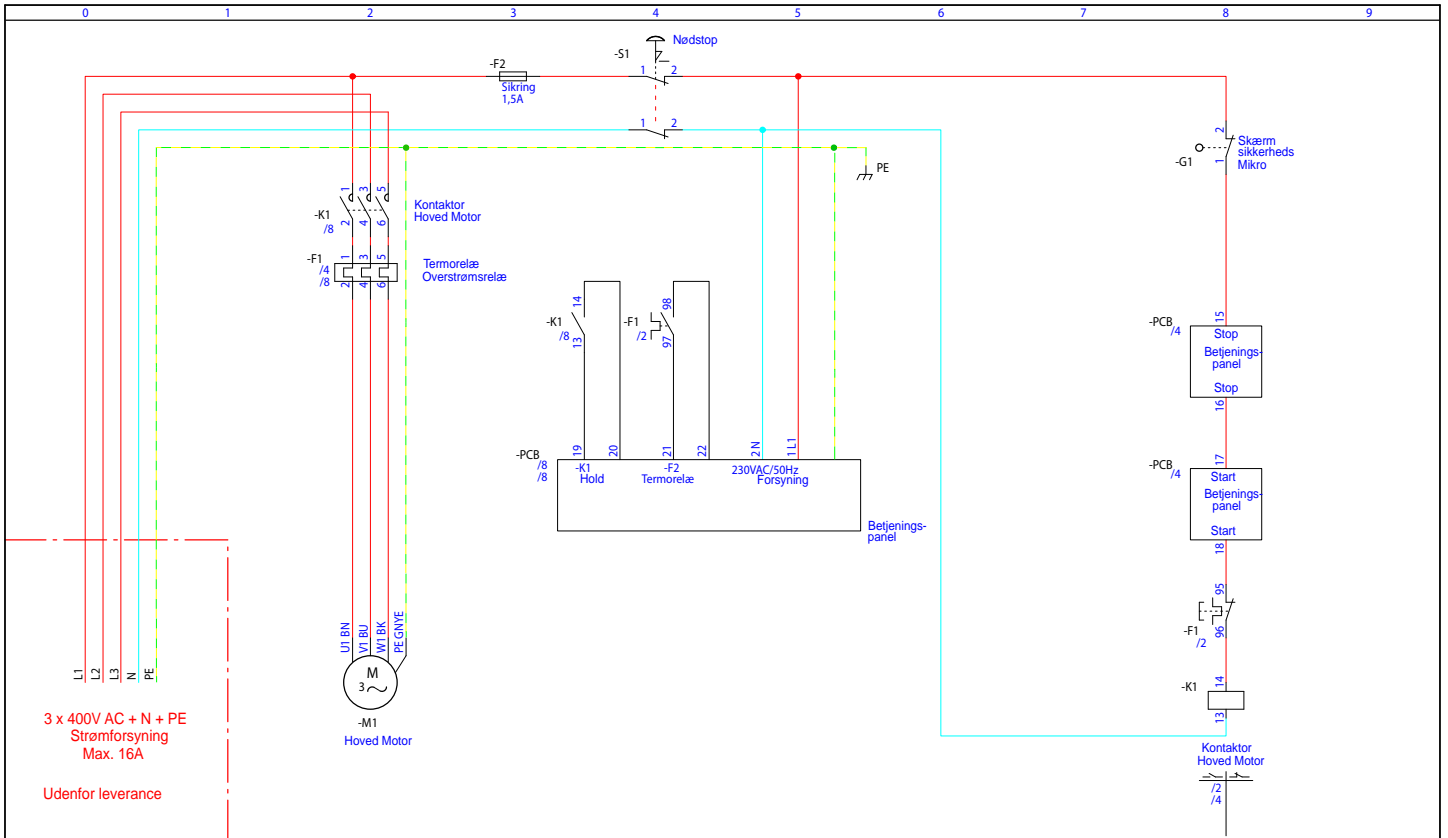 0 1 2 3 4 5 6 7 8 9
-S1 Nødstop
-F2
1 2
Sikring
1,5A
1 2
PE
2
-G1
1
Skærm
sikkerheds
Mikro
1 3 5
-K1
/8
2 4 6
Kontaktor
Hoved Motor
-F1
/4
/8
1 3 5
2 4 6
Termorelæ
Overstrømsrelæ
-K1
/8
14
13
-F1
/2
98
97
-PCB
/8
/8
19 20 21 22 2 N 1 L1
-K1
Hold
-F2
Termorelæ
230VAC/50Hz
Forsyning
Betjenings-
panel
-PCB
/4
15
Stop
Betjenings-
panel
Stop
16
-PCB
/4
17
Start
Betjenings-
panel
Start
18
95
-F1
/2
96
14
-K1
13
Kontaktor
Hoved Motor
/2
/4
U1 BN
V1 BU
W1 BK
PE GNYE
M
3
-M1
Hoved Motor
L1
L2
L3
N
PE
3 x 400V AC + N + PE
Strømforsyning
Max. 16A
Udenfor leverance